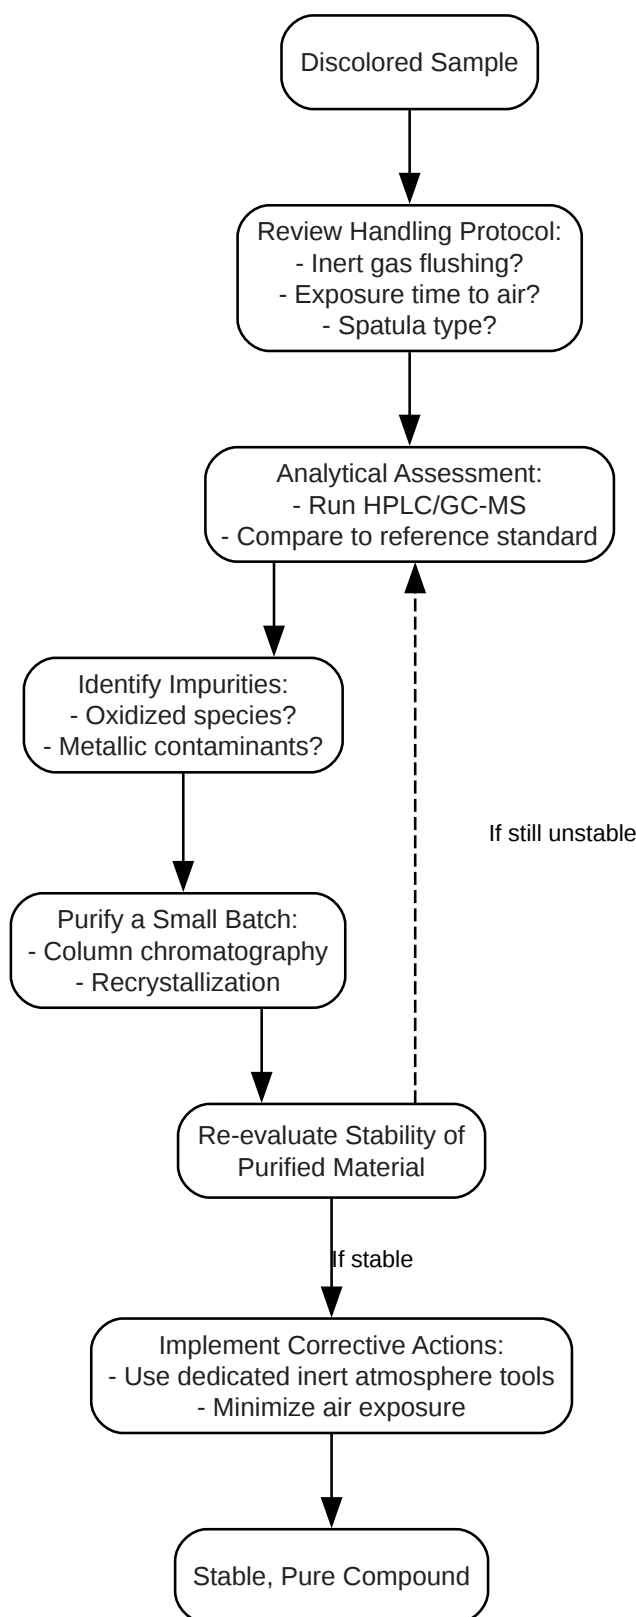 Discolored Sample
Review Handling Protocol:
- Inert gas flushing?
- Exposure time to air?
- Spatula type?
Analytical Assessment:
- Run HPLC/GC-MS
- Compare to reference standard
Identify Impurities:
- Oxidized species?
- Metallic contaminants?
If still unstable
Purify a Small Batch:
- Column chromatography
- Recrystallization
Re-evaluate Stability of
Purified Material
If stable
Implement Corrective Actions:
- Use dedicated inert atmosphere tools
- Minimize air exposure
Stable, Pure Compound